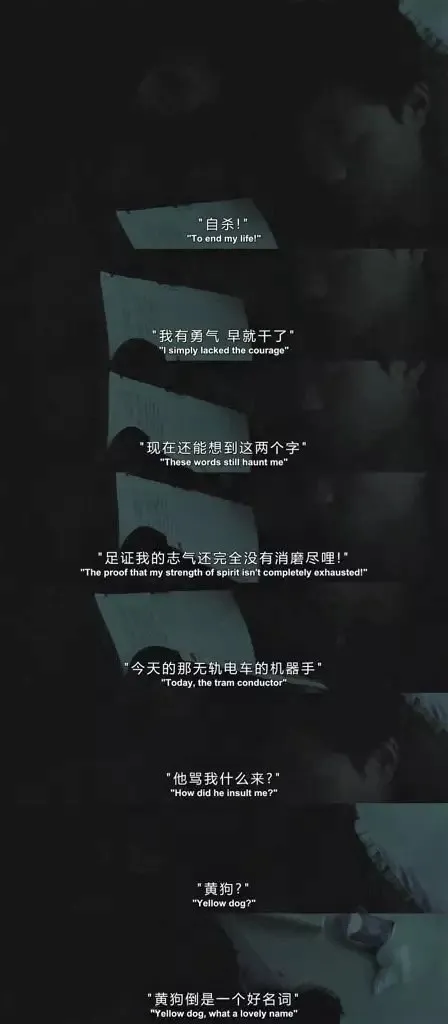 "自杀!"
"To end my life!"
"我有勇气 早就干了"
"I simply lacked the courage"
"现在还能想到这两个字"
"These words still haunt me"
"足证我的志气还完全没有消磨尽哩!"
"The proof that my strength of spirit isn't completely exhausted!"
"今天的那无轨电车的机器手"
"Today, the tram conductor"
"他骂我什么来?"
"How did he insult me?"
"黄狗?"
"Yellow dog?"
"黄狗倒是一个好名词"
"Yellow dog, what a lovely name"